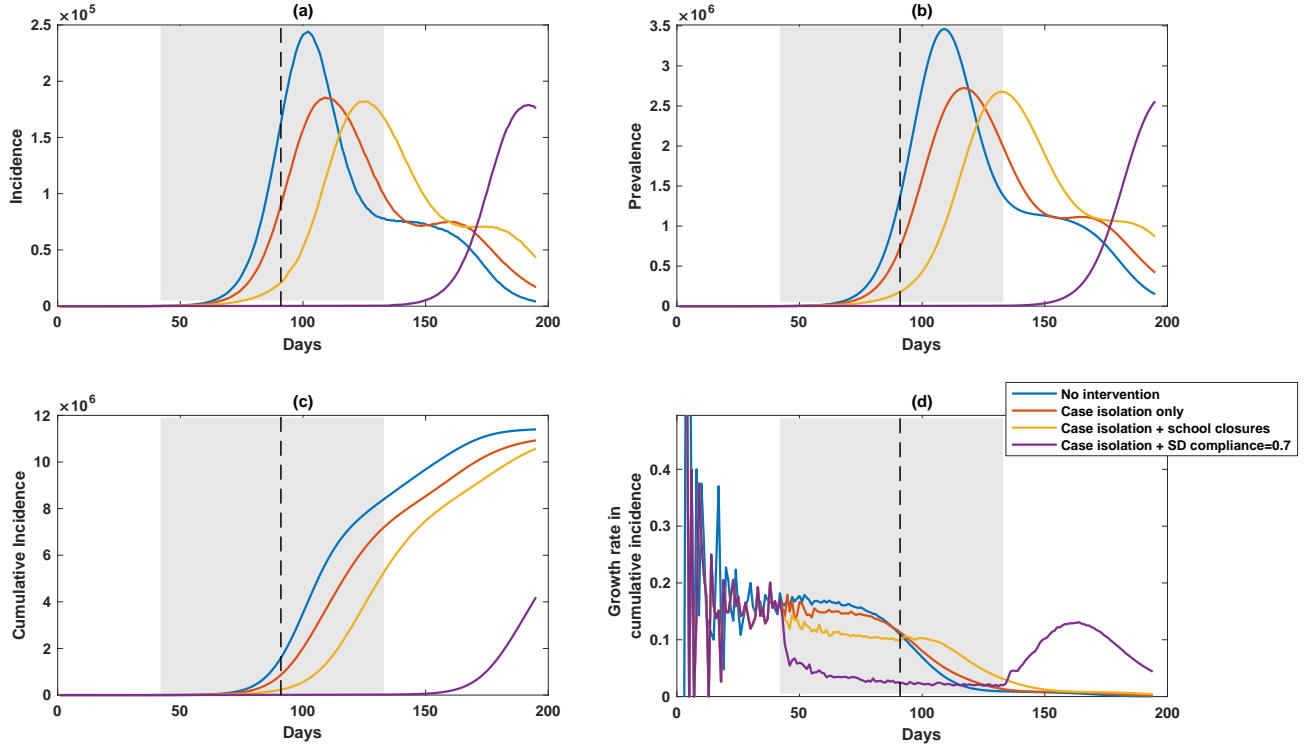 (a)
×10^5
2.5
2
1.5
1
0.5
0
0 50 100 150 200
Incidence
Days
(b)
×10^6
3.5
3
2.5
2
1.5
1
0.5
0
0 50 100 150 200
Prevalence
Days
(c)
×10^6
12
10
8
6
4
2
0
0 50 100 150 200
Cumulative Incidence
Days
(d)
No intervention
Case isolation only
Case isolation + school closures
Case isolation + SD compliance=0.7
0.4
0.3
0.2
0.1
0
0 50 100 150 200
Growth rate in
cumulative incidence
Days